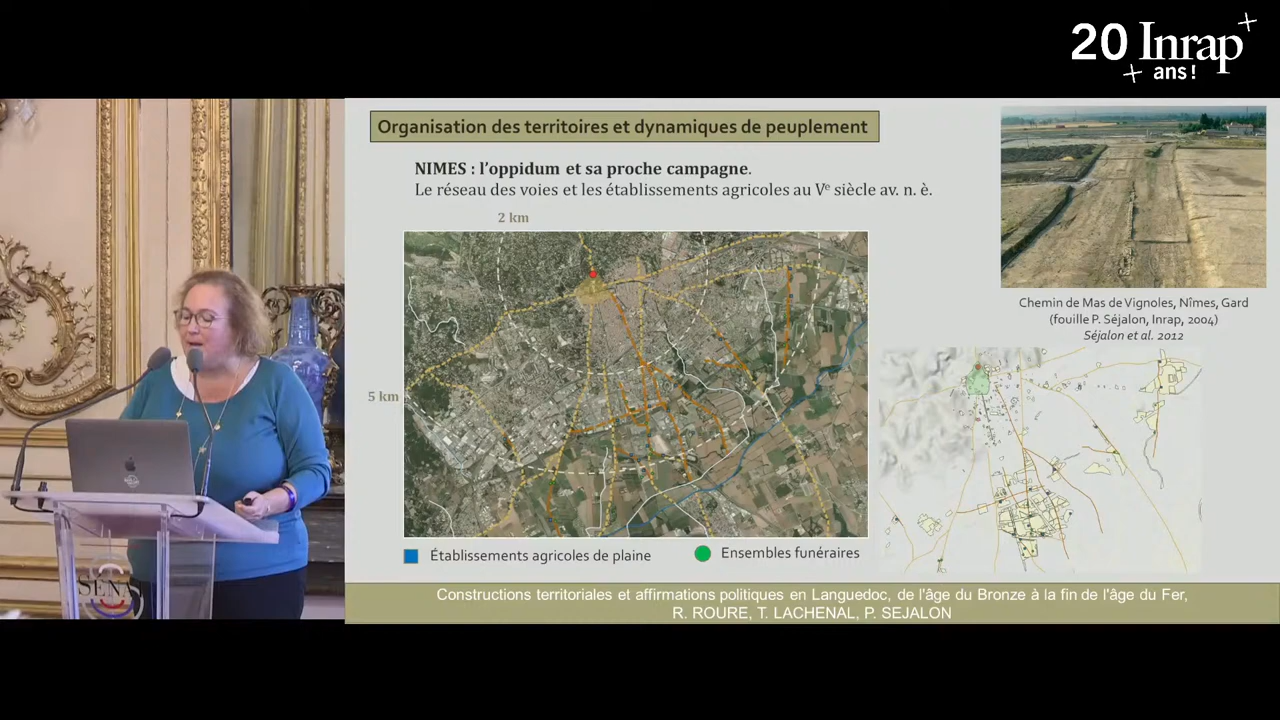 20 Inrap
ans !
Organisation des territoires et dynamiques de peuplement
NIMES : l'oppidum et sa proche campagne.
Le réseau des voies et les établissements agricoles au Ve siècle av. n. è.
2 km
5 km
Chemin de Mas de Vignoles, Nîmes, Gard
(fouille P. Séjalon, Inrap, 2004)
Séjalon et al. 2012
Établissements agricoles de plaine
Ensembles funéraires
SÉNA
Constructions territoriales et affirmations politiques en Languedoc, de l'âge du Bronze à la fin de l'âge du Fer,
R. ROURE, T. LACHENAL, P. SEJALON